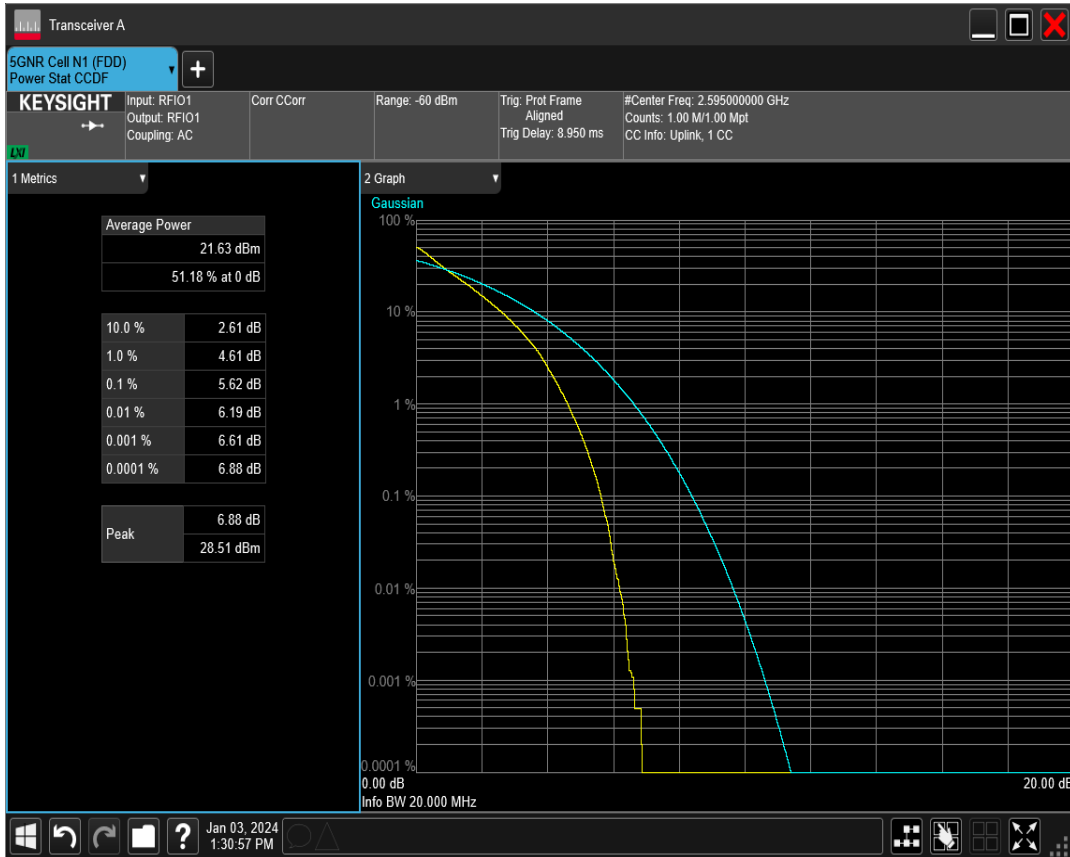 Transceiver A
5GNR Cell N1 (FDD)
Power Stat CCDF
KEYSIGHT
LXI
Input: RFIO1
Output: RFIO1
Coupling: AC
Corr CCorr
Range: -60 dBm
Trig: Prot Frame
Aligned
Trig Delay: 8.950 ms
#Center Freq: 2.595000000 GHz
Counts: 1.00 M/1.00 Mpt
CC Info: Uplink, 1 CC
1 Metrics
Average Power
21.63 dBm
51.18 % at 0 dB
10.0 % 2.61 dB
1.0 % 4.61 dB
0.1 % 5.62 dB
0.01 % 6.19 dB
0.001 % 6.61 dB
0.0001 % 6.88 dB
Peak 6.88 dB
28.51 dBm
2 Graph
Gaussian
100 %
10 %
1 %
0.1 %
0.01 %
0.001 %
0.0001 %
0.00 dB 20.00 dB
Info BW 20.000 MHz
?
Jan 03, 2024
1:30:57 PM